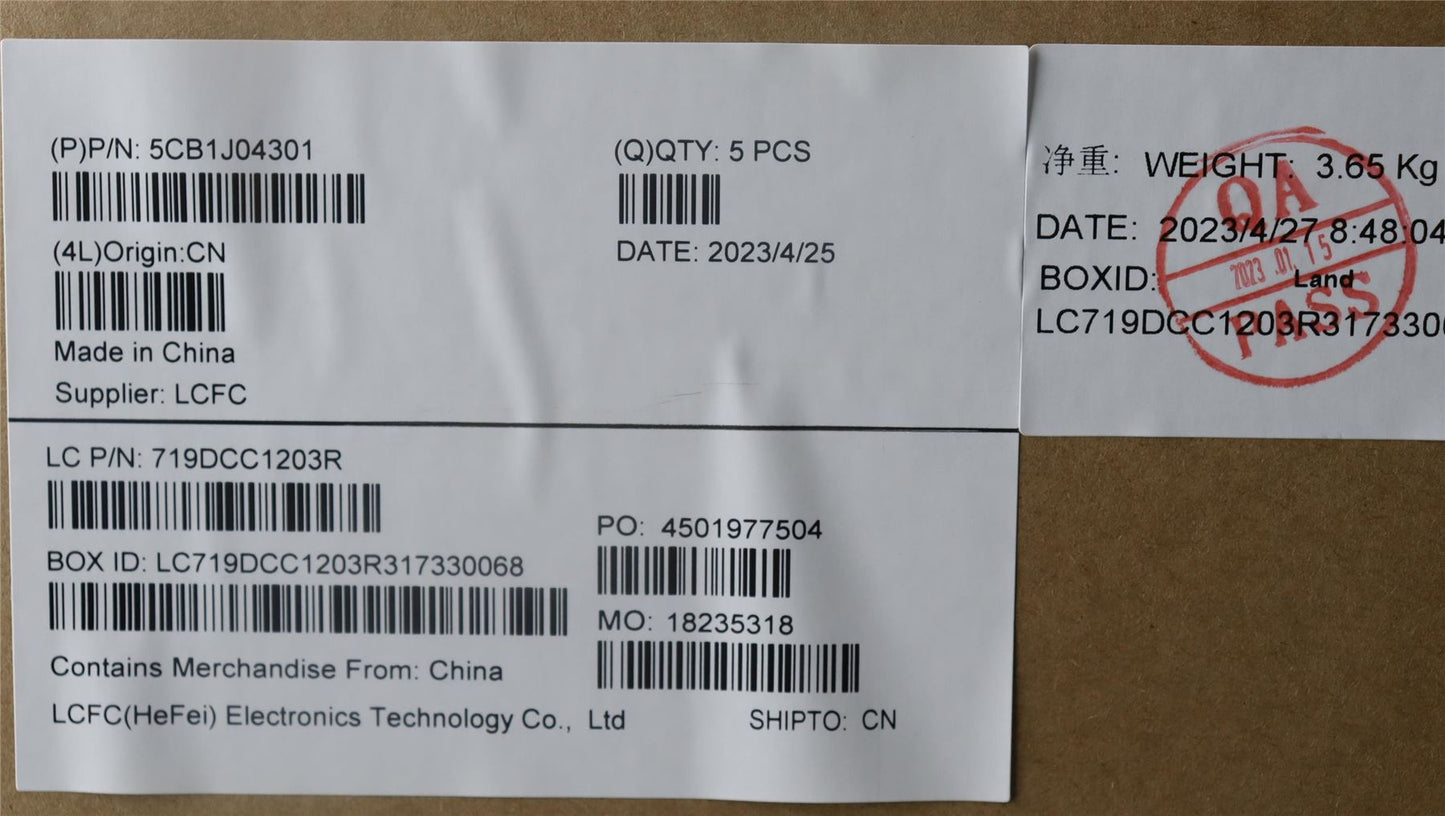 (P)P/N: 5CB1J04301
(Q)QTY: 5 PCS
(4L)Origin:CN
DATE: 2023/4/25
Made in China
Supplier: LCFC
LC P/N: 719DCC1203R
PO: 4501977504
BOX ID: LC719DCC1203R317330068
MO: 18235318
Contains Merchandise From: China
LCFC(HeFei) Electronics Technology Co., Ltd
SHIPTO: CN
净重: WEIGHT: 3.65 Kg
DATE: 2023/4/27 8:48:04
BOXID: Land
LC719DCC1203R317330
QA
2023 .01. 15
PASS